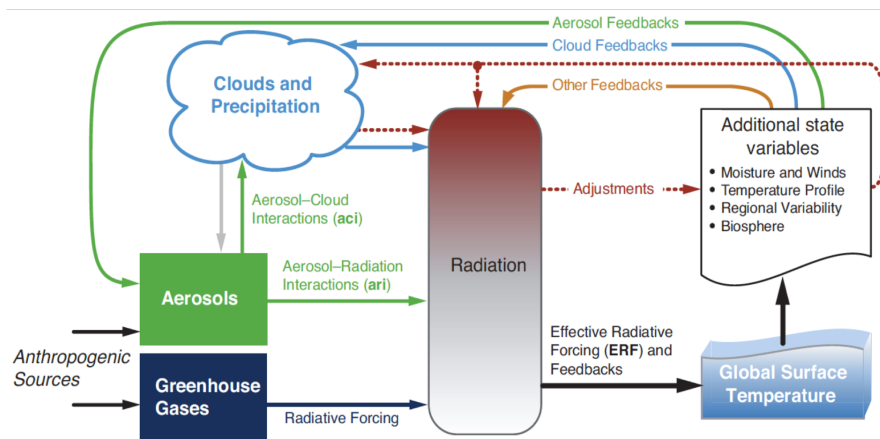 Aerosol Feedbacks
Cloud Feedbacks
Other Feedbacks
Clouds and
Precipitation
Additional state
variables
• Moisture and Winds
• Temperature Profile
• Regional Variability
• Biosphere
Adjustments
Aerosol–Cloud
Interactions (aci)
Aerosol–Radiation
Interactions (ari)
Radiation
Aerosols
Anthropogenic
Sources
Greenhouse
Gases
Radiative Forcing
Effective Radiative
Forcing (ERF) and
Feedbacks
Global Surface
Temperature